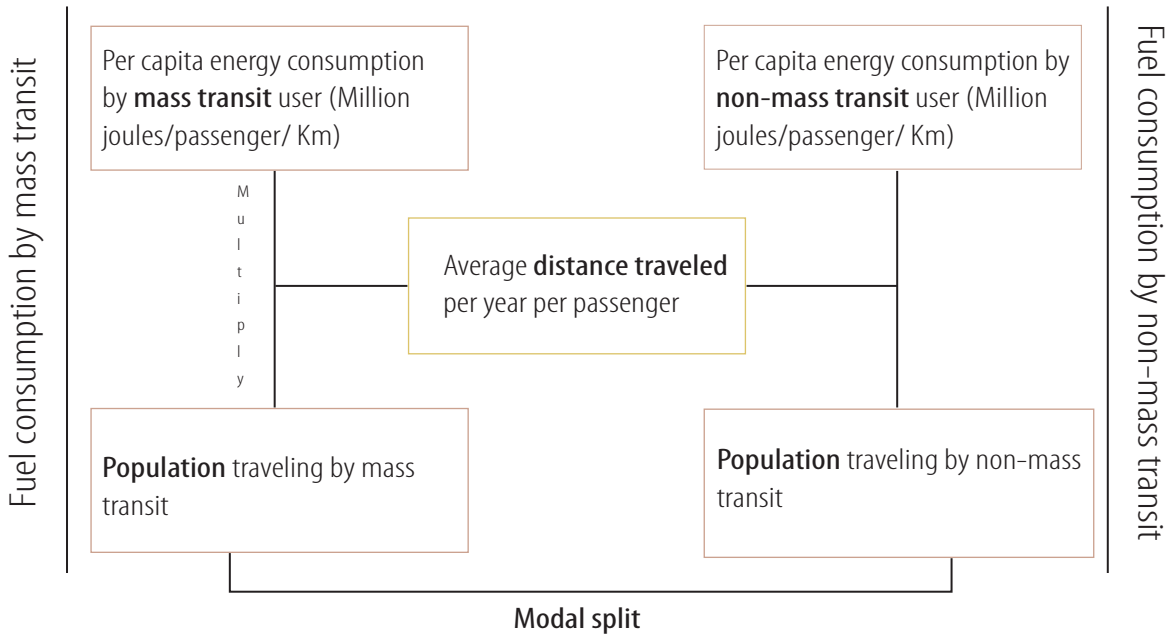 Fuel consumption by mass transit
Per capita energy consumption
by mass transit user (Million
joules/passenger/ Km)
Per capita energy consumption by
non-mass transit user (Million
joules/passenger/ Km)
Fuel consumption by non-mass transit
Multiply
Average distance traveled
per year per passenger
Population traveling by mass
transit
Population traveling by non-mass
transit
Modal split